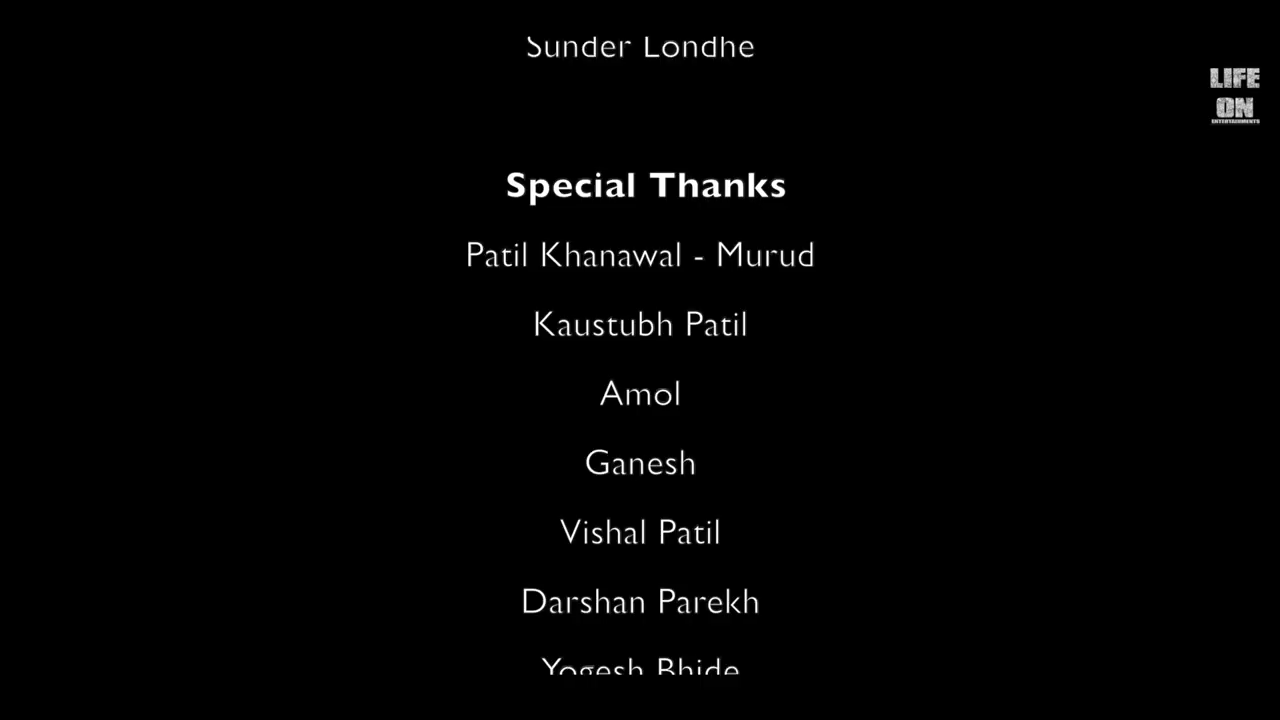 Sunder Londhe
LIFE
ON
ENTERTAINMENTS
Special Thanks
Patil Khanawal - Murud
Kaustubh Patil
Amol
Ganesh
Vishal Patil
Darshan Parekh
Yogesh Bhide